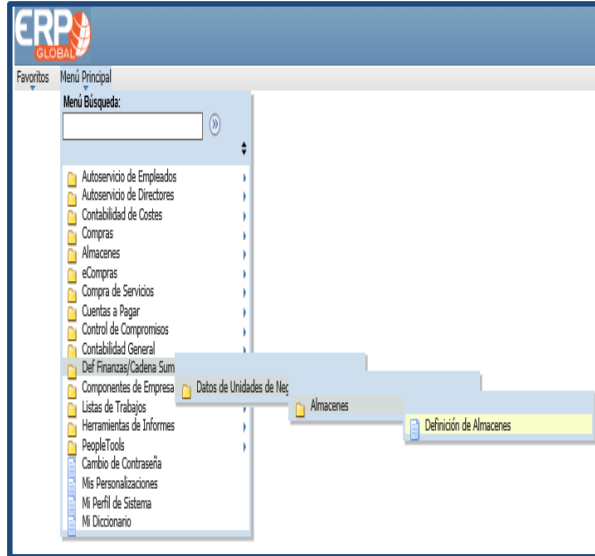 ERP
GLOBAL
Favoritos Menú Principal
Menú Búsqueda:
Autoservicio de Empleados
Autoservicio de Directores
Contabilidad de Costes
Compras
Almacenes
eCompras
Compra de Servicios
Cuentas a Pagar
Control de Compromisos
Contabilidad General
Def Finanzas/Cadena Sum
Componentes de Empresa Datos de Unidades de Neg
Almacenes
Definición de Almacenes
Listas de Trabajos
Herramientas de Informes
PeopleTools
Cambio de Contraseña
Mis Personalizaciones
Mi Perfil de Sistema
Mi Diccionario